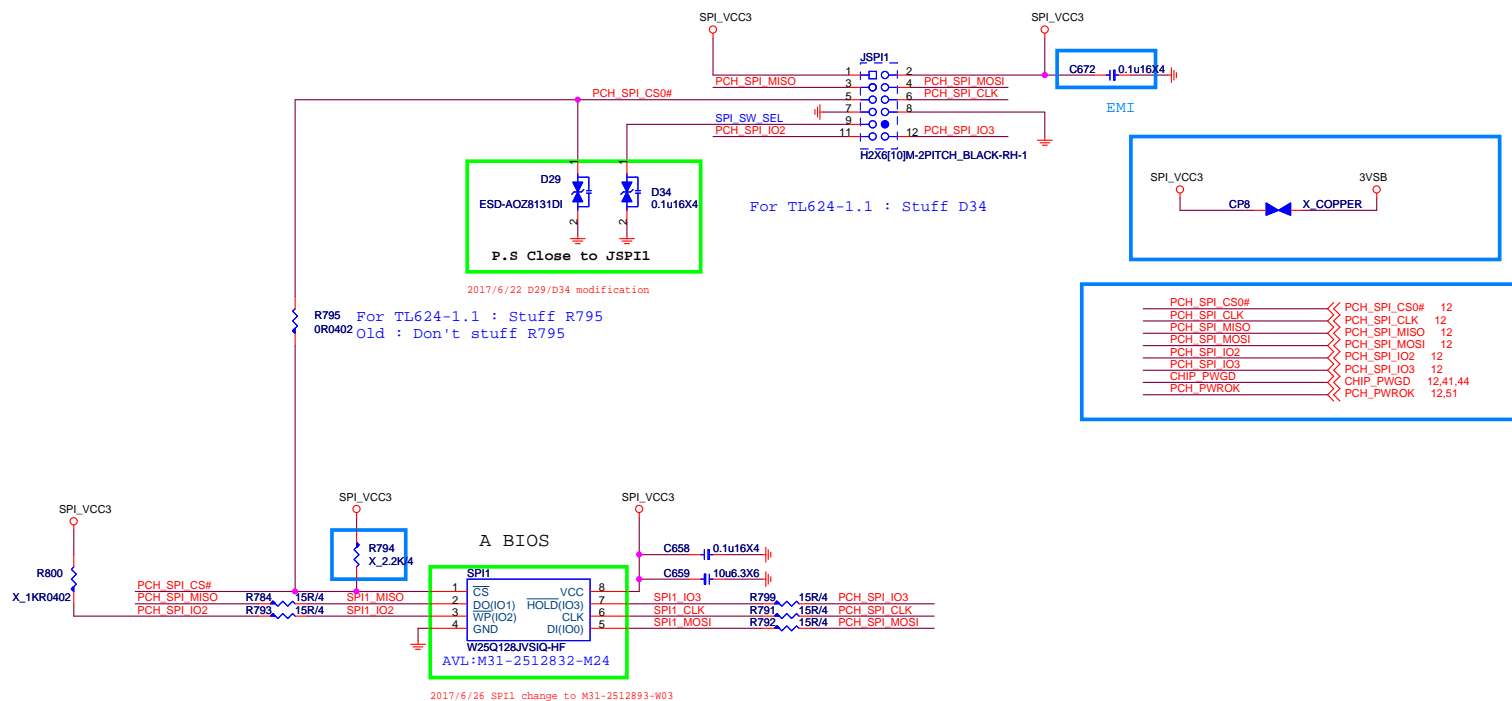 SPI_VCC3
SPI_VCC3
JSPI1
1
2
C672
0.1u16X4
PCH_SPI_MISO
3
4
PCH_SPI_MOSI
PCH_SPI_CS0#
5
6
PCH_SPI_CLK
7
8
EMI
SPI_SW_SEL
9
PCH_SPI_IO2
11
12
PCH_SPI_IO3
H2X6[10]M-2PITCH_BLACK-RH-1
1
1
D29
ESD-AOZ8131DI
D34
0.1u16X4
2
2
P.S Close to JSPI1
For TL624-1.1 : Stuff D34
2017/6/22 D29/D34 modification
SPI_VCC3
3VSB
CP8
X_COPPER
R795
0R0402
For TL624-1.1 : Stuff R795
Old : Don't stuff R795
PCH_SPI_CS0#
PCH_SPI_CS0# 12
PCH_SPI_CLK
PCH_SPI_CLK 12
PCH_SPI_MISO
PCH_SPI_MISO 12
PCH_SPI_MOSI
PCH_SPI_MOSI 12
PCH_SPI_IO2
PCH_SPI_IO2 12
PCH_SPI_IO3
PCH_SPI_IO3 12
CHIP_PWGD
CHIP_PWGD 12,41,44
PCH_PWROK
PCH_PWROK 12,51
SPI_VCC3
SPI_VCC3
SPI_VCC3
R800
X_1KR0402
R794
X_2.2K/4
A BIOS
C658
0.1u16X4
C659
10u6.3X6
SPI1
PCH_SPI_CS#
1
CS
VCC
8
PCH_SPI_MISO
R784
15R/4
SPI1_MISO
2
DO(IO1)
HOLD(IO3)
7
SPI1_IO3
R799
15R/4
PCH_SPI_IO3
PCH_SPI_IO2
R793
15R/4
SPI1_IO2
3
WP(IO2)
CLK
6
SPI1_CLK
R791
15R/4
PCH_SPI_CLK
4
GND
DI(IO0)
5
SPI1_MOSI
R792
15R/4
PCH_SPI_MOSI
W25Q128JVSIQ-HF
AVL:M31-2512832-M24
2017/6/26 SPI1 change to M31-2512893-W03